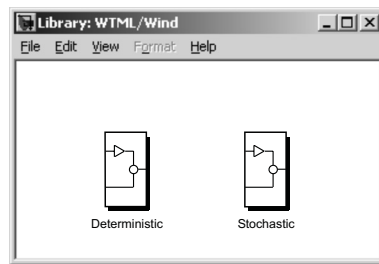 Library: WTML/Wind
File Edit View Format Help
Deterministic Stochastic